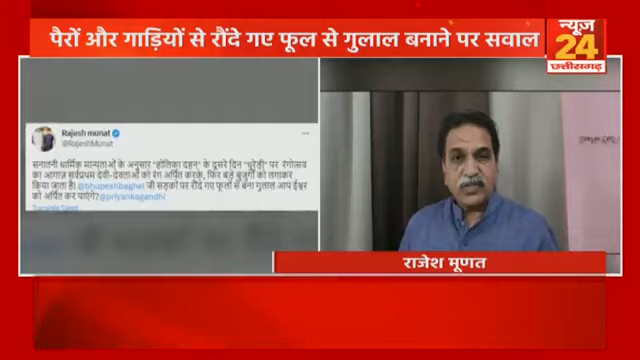 पैरों और गाड़ियों से रौंदे गए फूल से गुलाल बनाने पर सवाल
न्यूज
24
छत्तीसगढ़
Rajesh munat
@RajeshMunat
सनातनी धार्मिक मान्यताओं के अनुसार "होलिका दहन" के दुसरे दिन "धुरेड़ी" पर रंगोत्सव
का आगाज़ सर्वप्रथम देवी-देवताओं को रंग अर्पित करके, फिर बड़े बुजुर्गों को लगाकर
किया जाता है। @bhupeshbaghel जी सड़कों पर रौंदे गए फूलों से बना गुलाल आप ईश्वर
को अर्पित कर पाएंगे?@priyankagandhi
Translate Tweet
राजेश मूणत